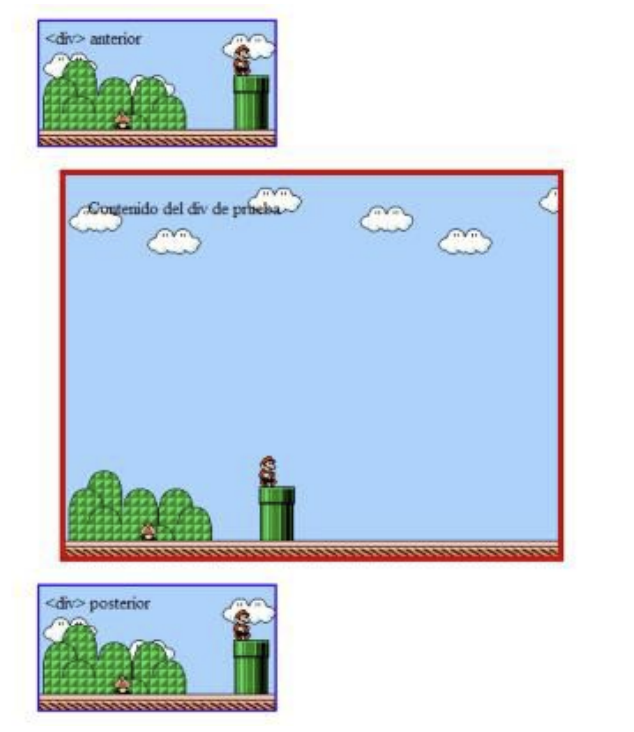 <div> anterior
Contenido del div de prueba
<div> posterior